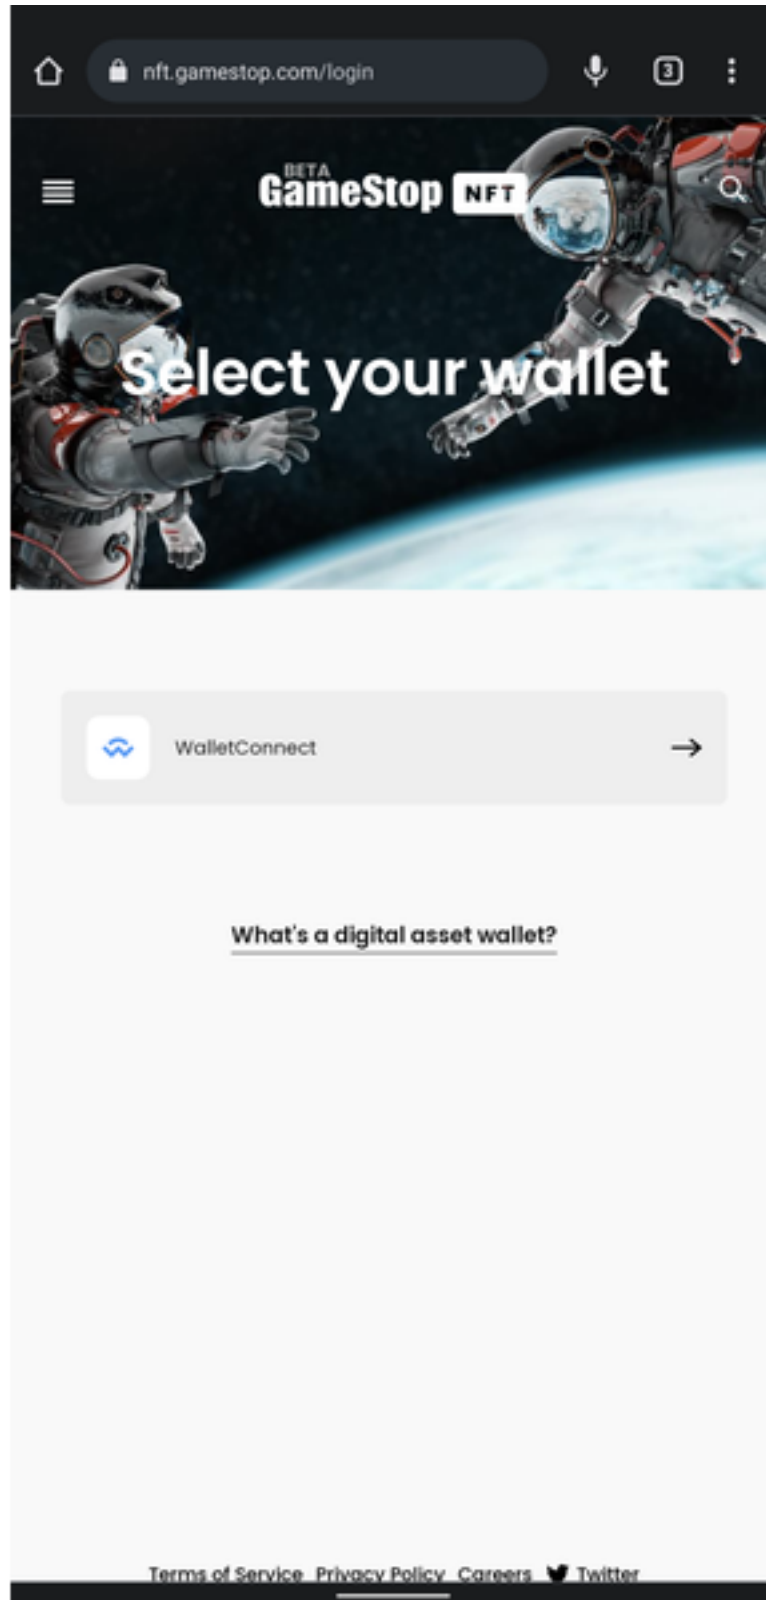 nft.gamestop.com/login
3
BETA
GameStop NFT
Select your wallet
WalletConnect
What's a digital asset wallet?
Terms of Service Privacy Policy Careers Twitter